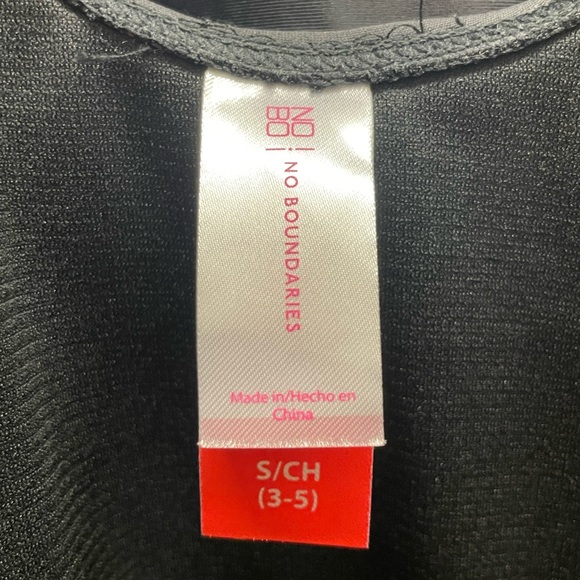 NO
BO
NO BOUNDARIES
Made in/Hecho en
China
S/CH
(3-5)